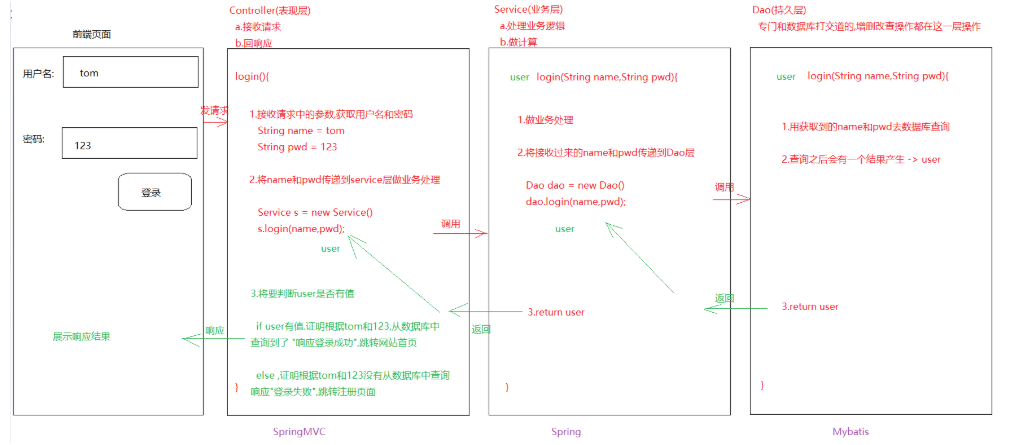 前端页面
用户名:
tom
密码:
123
登录
展示响应结果
发请求
响应
Controller(表现层)
a.接收请求
b.回响应
login(){
1.接收请求中的参数,获取用户名和密码
String name = tom
String pwd = 123
2.将name和pwd传递到service层做业务处理
Service s = new Service()
s.login(name,pwd);
user
3.将要判断user是否有值
if user有值,证明根据tom和123,从数据库中
查询到了 "响应登录成功",跳转网站首页
else ,证明根据tom和123没有从数据库中查询
响应"登录失败",跳转注册页面
}
SpringMVC
调用
返回
Service(业务层)
a.处理业务逻辑
b.做计算
user login(String name,String pwd){
1.做业务处理
2.将接收过来的name和pwd传递到Dao层
Dao dao = new Dao()
dao.login(name,pwd);
user
3.return user
}
Spring
调用
返回
Dao(持久层)
专门和数据库打交道的,增删改查操作都在这一层操作
user login(String name,String pwd){
1.用获取到的name和pwd去数据库查询
2.查询之后会有一个结果产生 -> user
3.return user
}
Mybatis